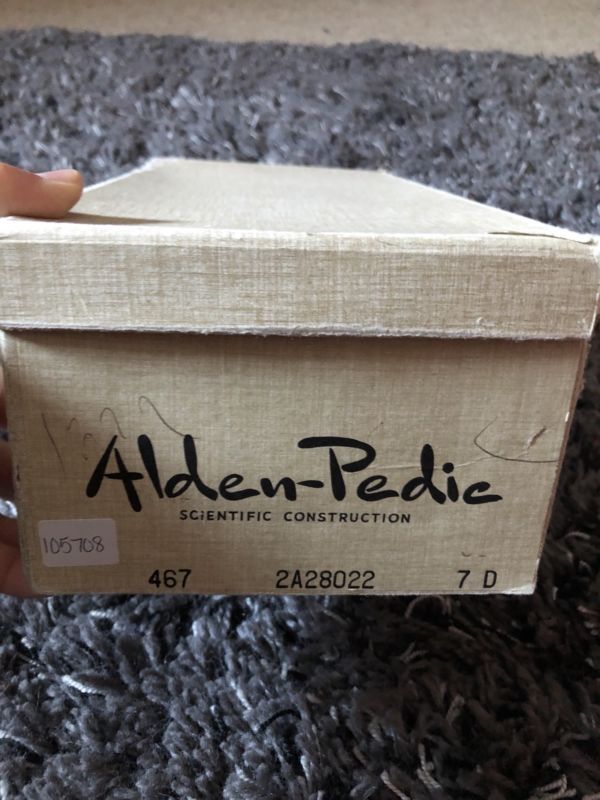 Alden-Pedic
SCiENTIFIC CONSTRUCTION
105708
467 2A28022 7 D